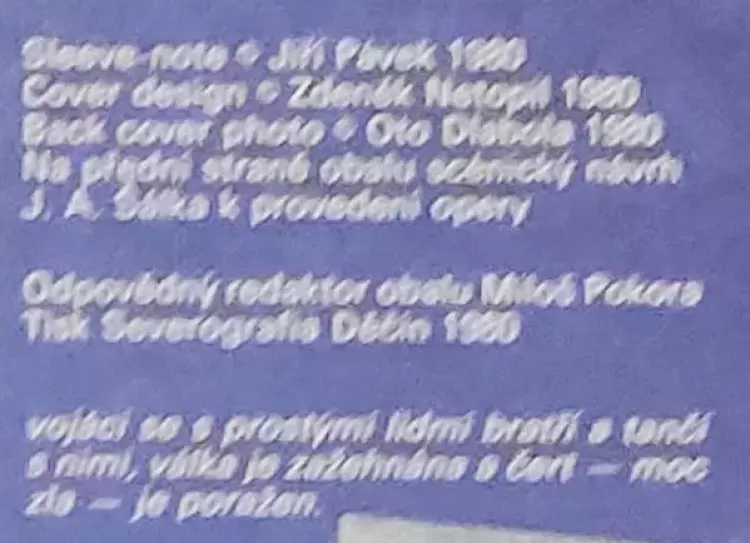 Sleeve-note • Jiří Pávek 1980
Cover design • Zdeněk Netopil 1980
Back cover photo • Oto Dlabola 1980
Na přední straně obalu scénický návrh
J. A. Šálka k provedení opery
Odpovědný redaktor obalu Miloš Pokora
Tisk Severografia Děčín 1980
vojáci se s prostými lidmi bratří a tančí
s nimi, válka je zažehnána a čert — moc
zla — je poražen.